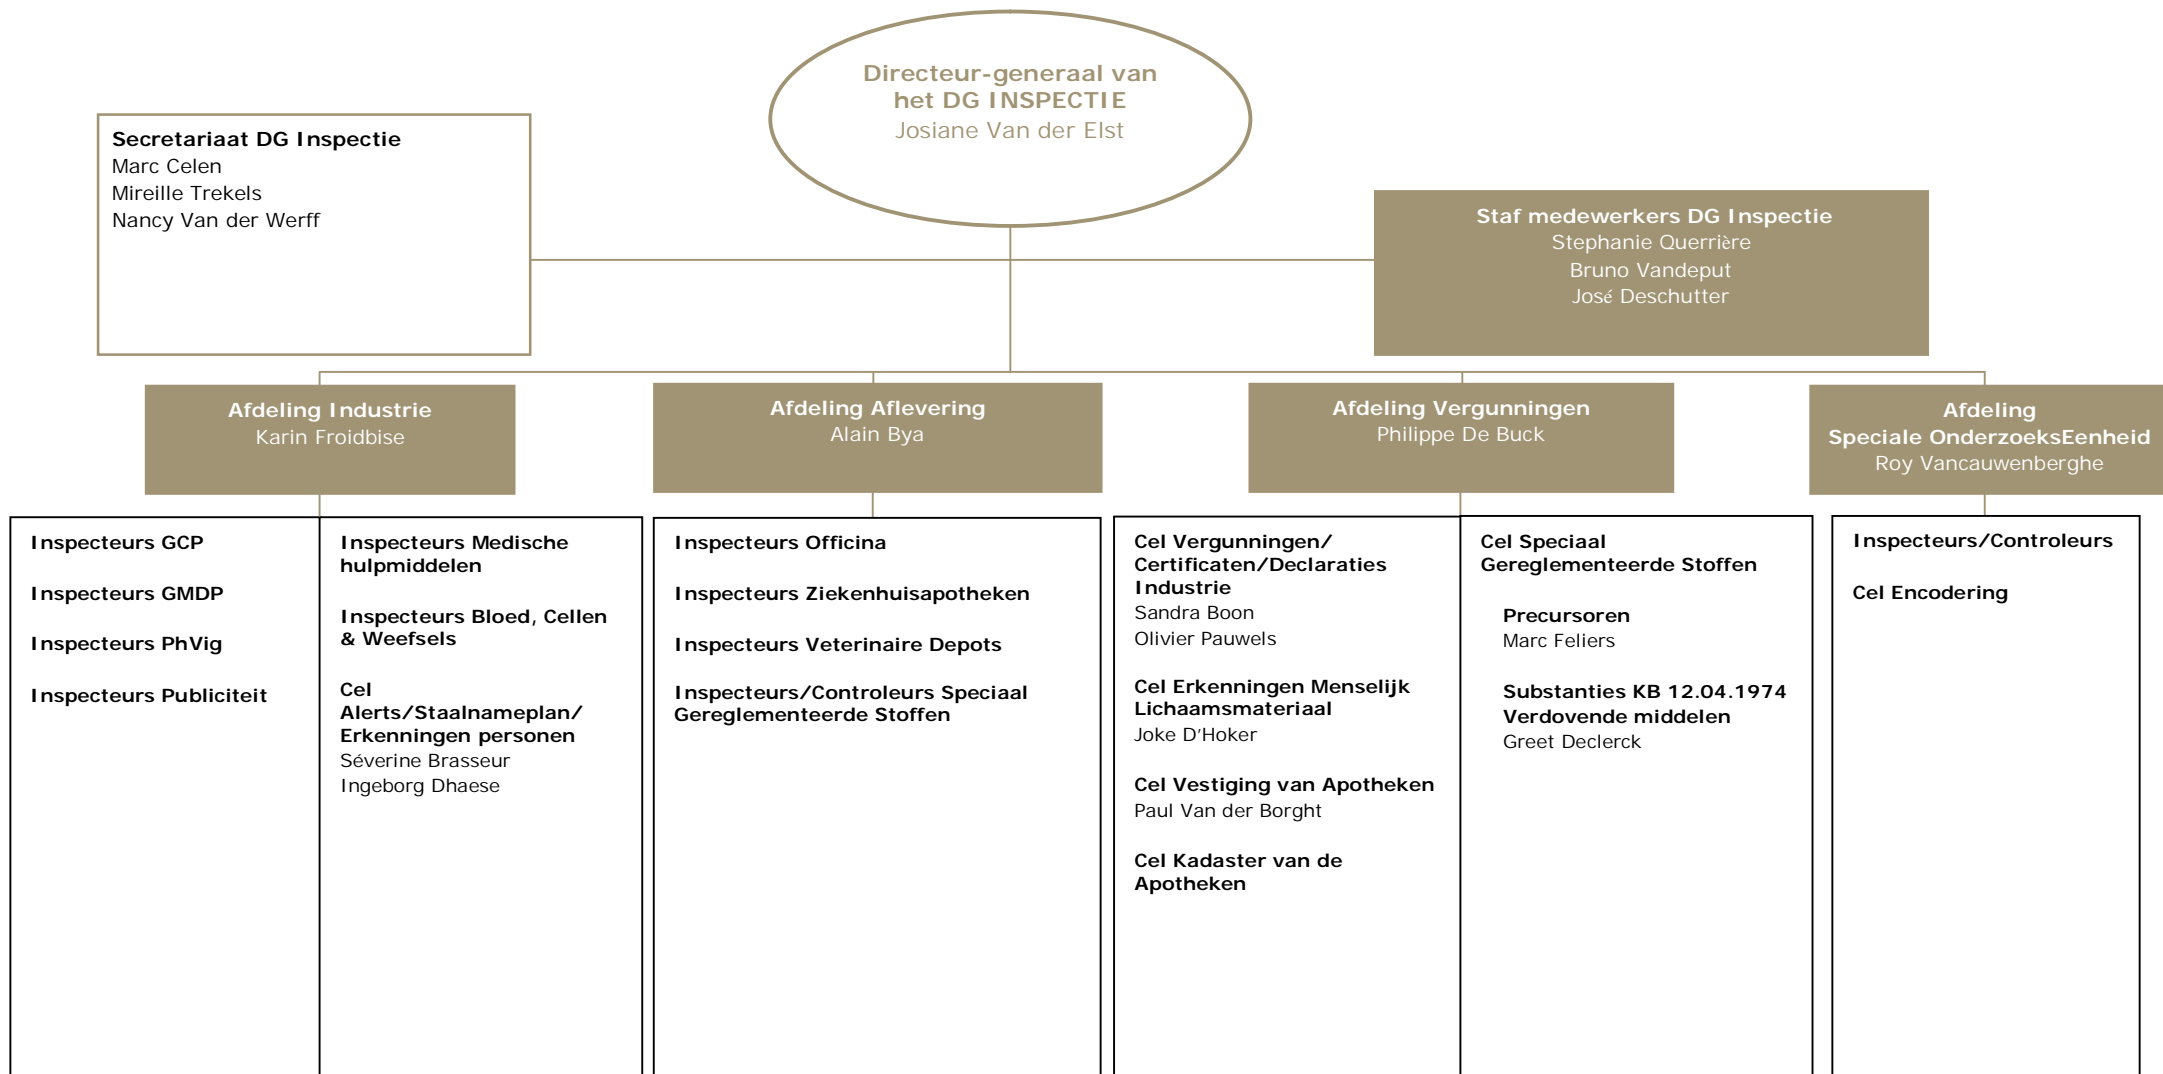 Directeur-generaal van
het DG INSPECTIE
Josiane Van der Elst
Secretariaat DG Inspectie
Marc Celen
Mireille Trekels
Nancy Van der Werff
Staf medewerkers DG Inspectie
Stephanie Querrière
Bruno Vandeput
José Deschutter
Afdeling Industrie
Karin Froidbise
Afdeling Aflevering
Alain Bya
Afdeling Vergunningen
Philippe De Buck
Afdeling
Speciale OnderzoeksEenheid
Roy Vancauwenberghe
Inspecteurs GCP
Inspecteurs GMDP
Inspecteurs PhVig
Inspecteurs Publiciteit
Inspecteurs Medische
hulpmiddelen
Inspecteurs Bloed, Cellen
& Weefsels
Cel
Alerts/Staalnameplan/
Erkenningen personen
Séverine Brasseur
Ingeborg Dhaese
Inspecteurs Officina
Inspecteurs Ziekenhuisapotheken
Inspecteurs Veterinaire Depots
Inspecteurs/Controleurs Speciaal
Gereglementeerde Stoffen
Cel Vergunningen/
Certificaten/Declaraties
Industrie
Sandra Boon
Olivier Pauwels
Cel Erkenningen Menselijk
Lichaamsmateriaal
Joke D’Hoker
Cel Vestiging van Apotheken
Paul Van der Borght
Cel Kadaster van de
Apotheken
Cel Speciaal
Gereglementeerde Stoffen
Precursoren
Marc Feliers
Substanties KB 12.04.1974
Verdovende middelen
Greet Declerck
Inspecteurs/Controleurs
Cel Encodering